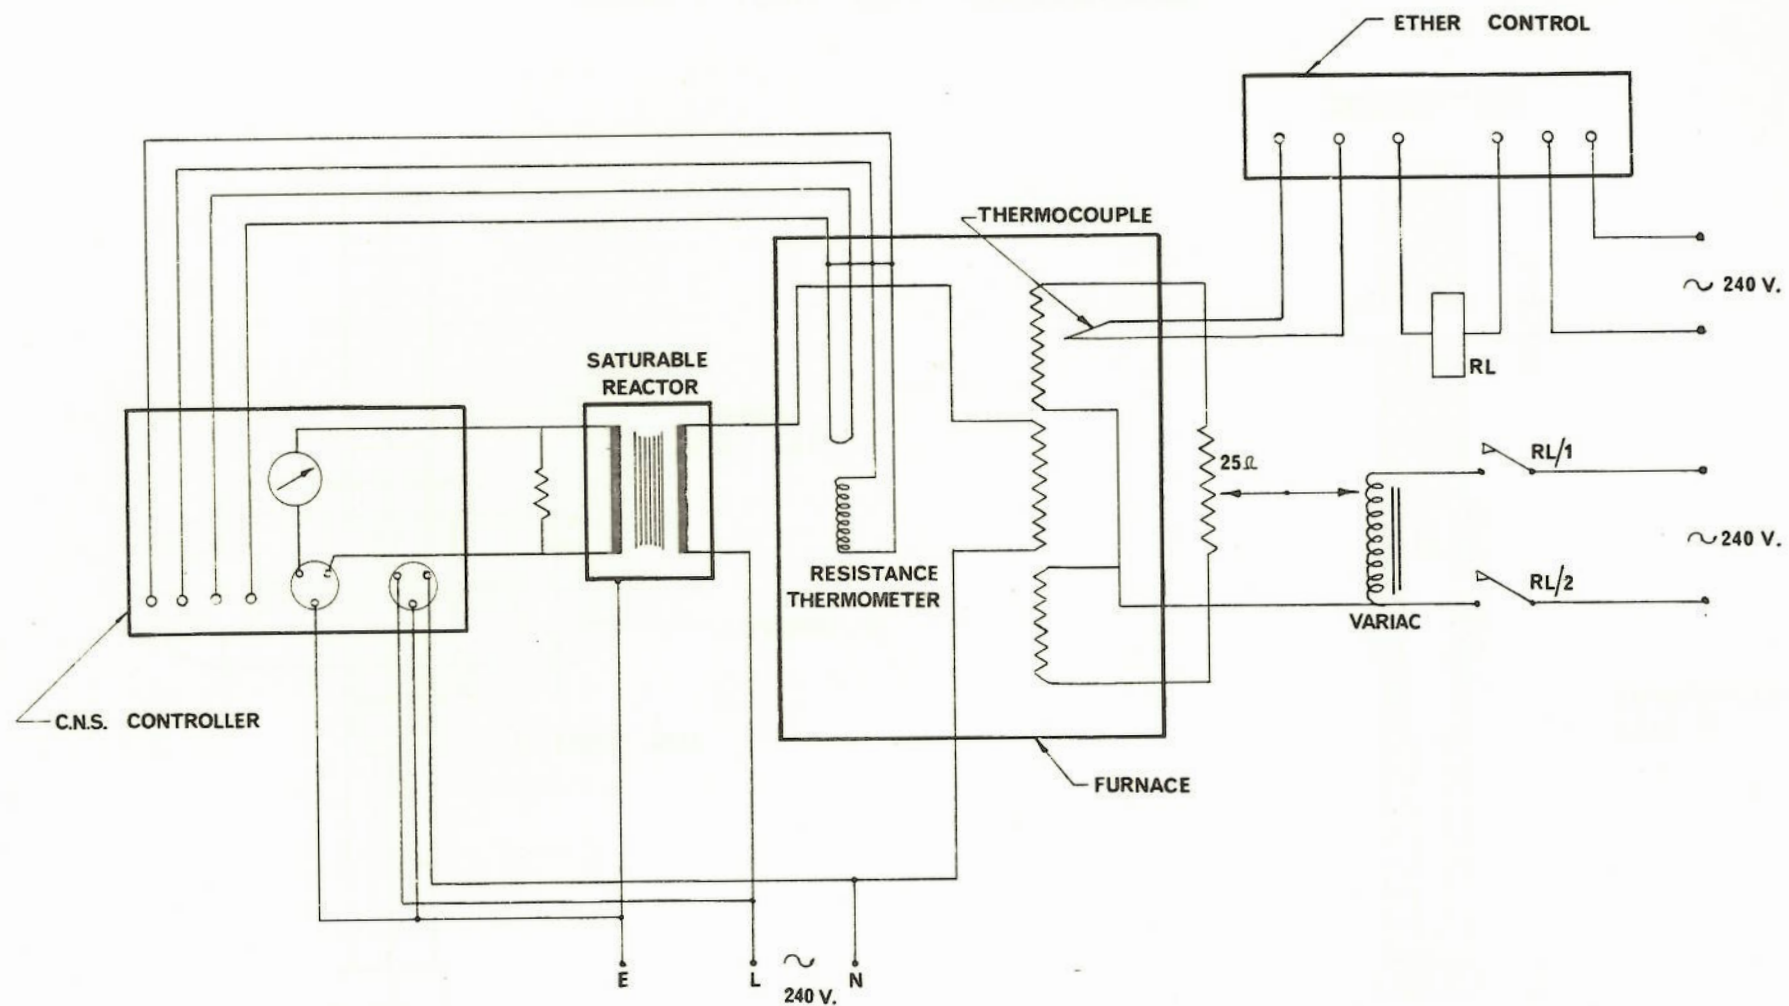 ETHER CONTROL
THERMOCOUPLE
∼ 240 V.
RL
SATURABLE
REACTOR
25Ω
RL/1
∼ 240 V.
RESISTANCE
THERMOMETER
RL/2
VARIAC
C.N.S. CONTROLLER
FURNACE
E
L
∼
N
240 V.